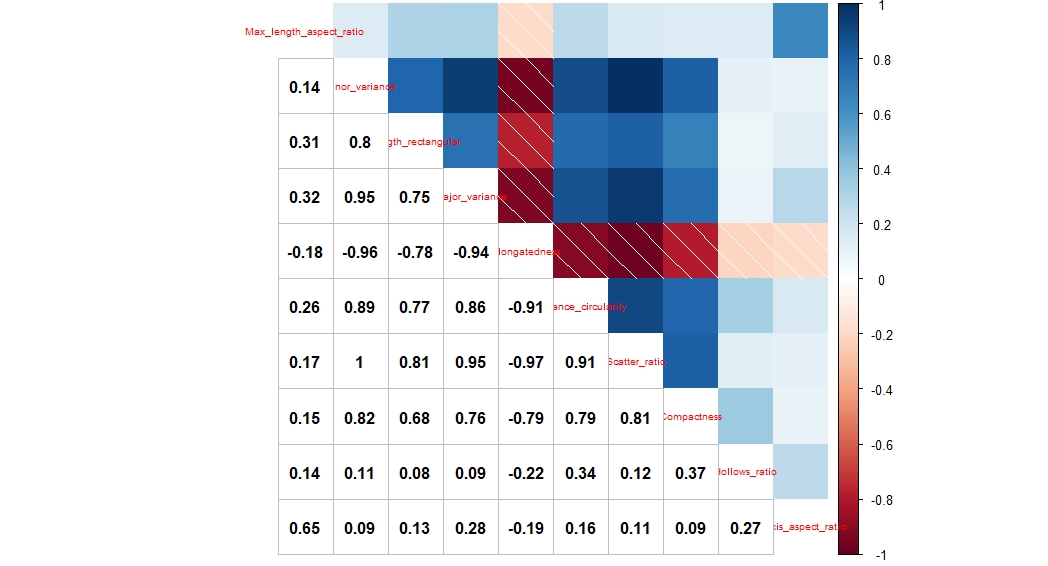 1
Max_length_aspect_ratio
0.8
0.14 nor_variance
0.6
0.31 0.8 gth_rectangular
0.4
0.32 0.95 0.75 ajor_variance
0.2
-0.18 -0.96 -0.78 -0.94 longatedness
0
0.26 0.89 0.77 0.86 -0.91 ance_circularity
-0.2
0.17 1 0.81 0.95 -0.97 0.91 Scatter_ratio
-0.4
0.15 0.82 0.68 0.76 -0.79 0.79 0.81 Compactness
-0.6
0.14 0.11 0.08 0.09 -0.22 0.34 0.12 0.37 Hollows_ratio
-0.8
0.65 0.09 0.13 0.28 -0.19 0.16 0.11 0.09 0.27 xis_aspect_ratio
-1